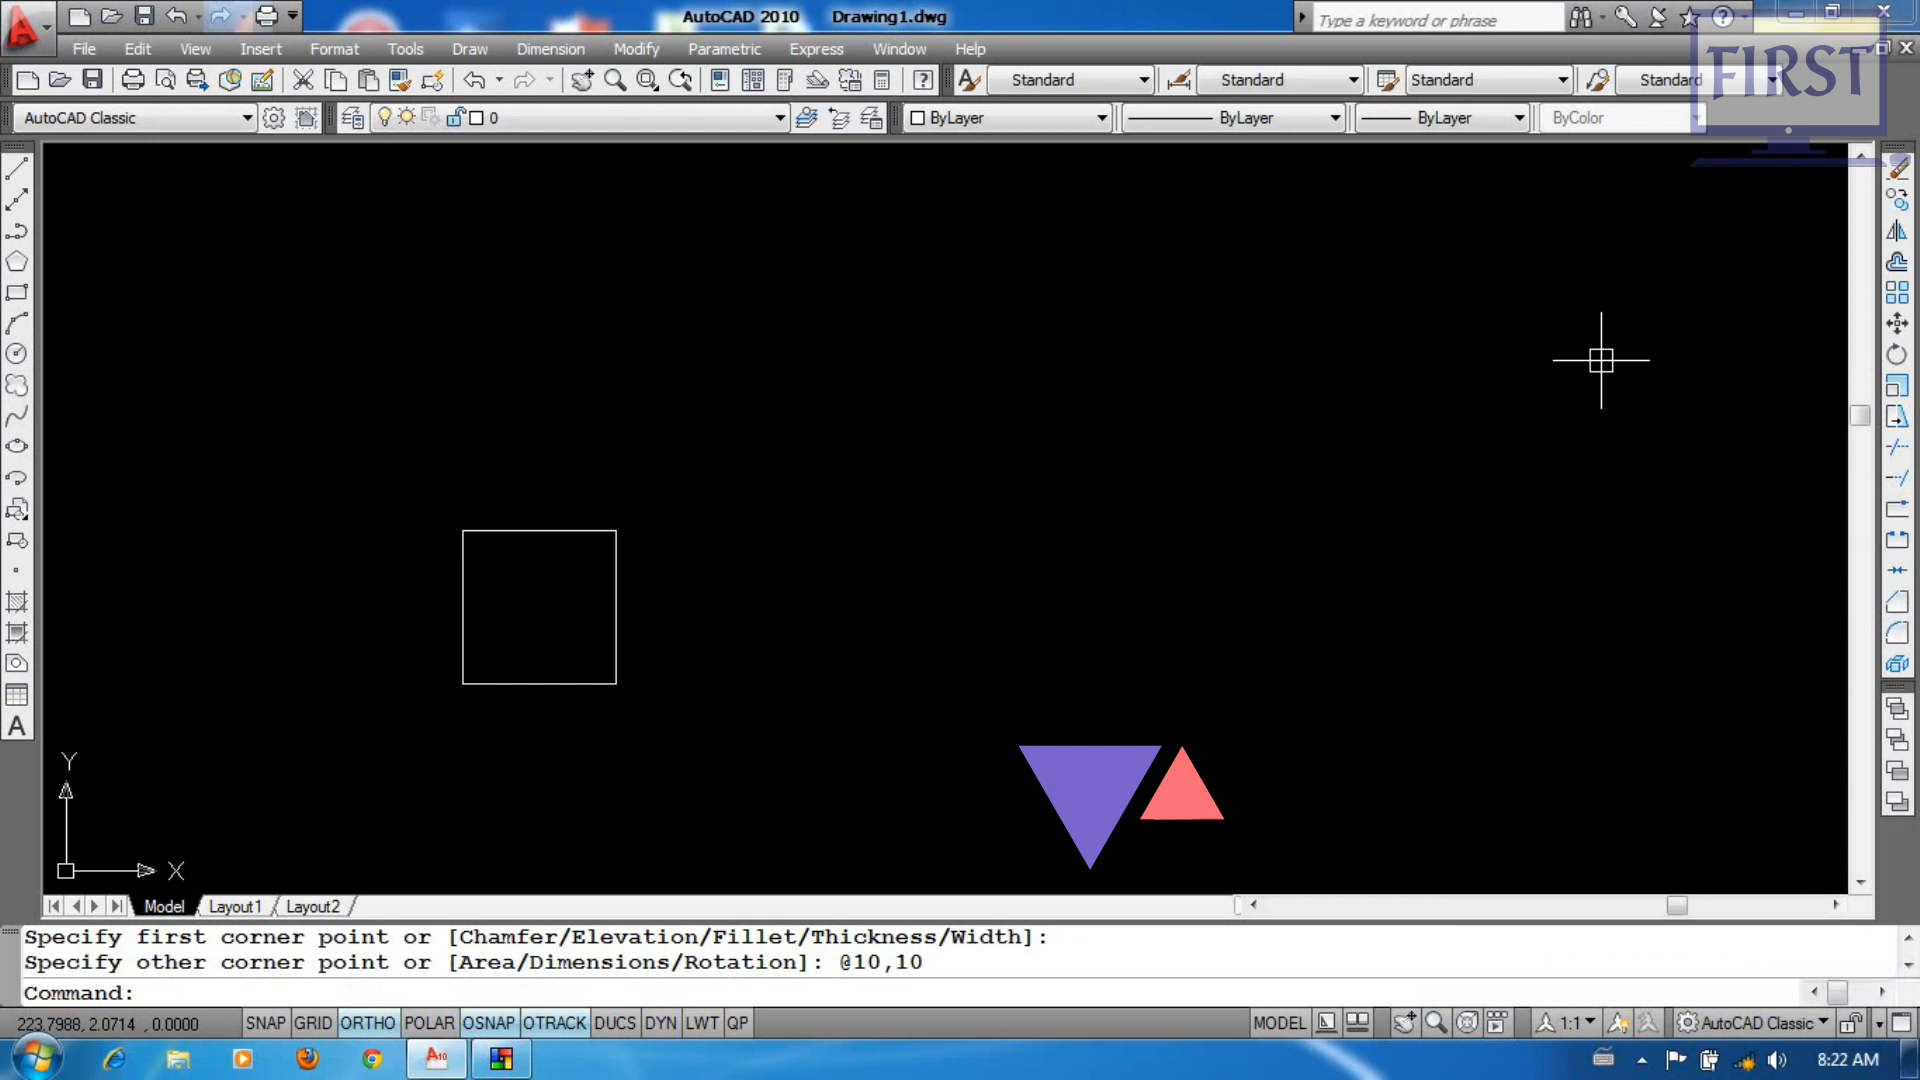 AutoCAD 2010 Drawing1.dwg Type a keyword or phrase
File Edit View Insert Format Tools Draw Dimension Modify Parametric Express Window Help
FIRST
Standard Standard Standard Standard
AutoCAD Classic 0 ByLayer ByLayer ByLayer ByColor
A
Y
X
Model Layout1 Layout2
Specify first corner point or [Chamfer/Elevation/Fillet/Thickness/Width]:
Specify other corner point or [Area/Dimensions/Rotation]: @10,10
Command:
223.7988, 2.0714 , 0.0000 SNAP GRID ORTHO POLAR OSNAP OTRACK DUCS DYN LWT QP MODEL 1:1 AutoCAD Classic
A10 8:22 AM